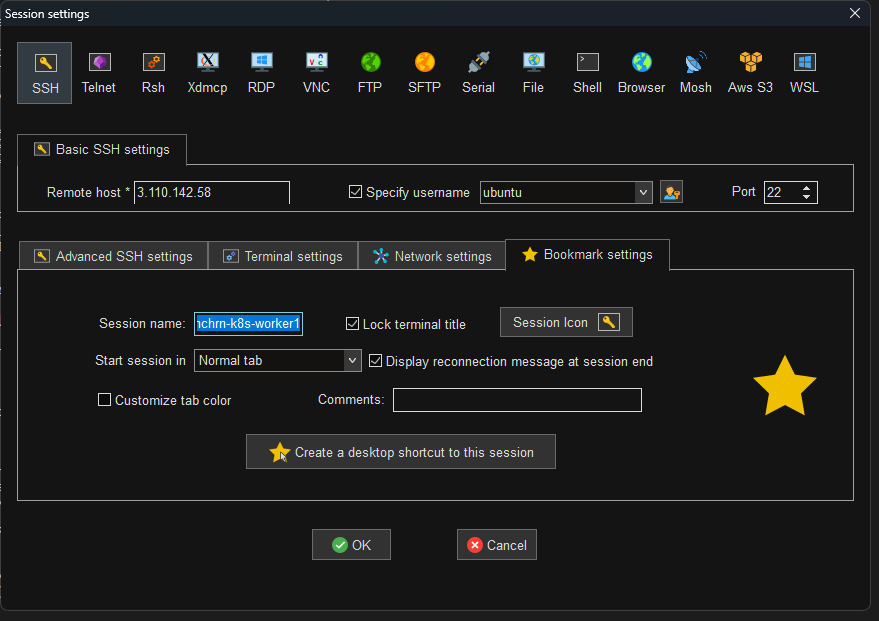 Session settings
SSH Telnet Rsh Xdmcp RDP VNC FTP SFTP Serial File Shell Browser Mosh Aws S3 WSL
Basic SSH settings
Remote host * 3.110.142.58 Specify username ubuntu Port 22
Advanced SSH settings Terminal settings Network settings Bookmark settings
Session name: chrn-k8s-worker1 Lock terminal title Session Icon
Start session in Normal tab Display reconnection message at session end
Customize tab color Comments:
Create a desktop shortcut to this session
OK Cancel